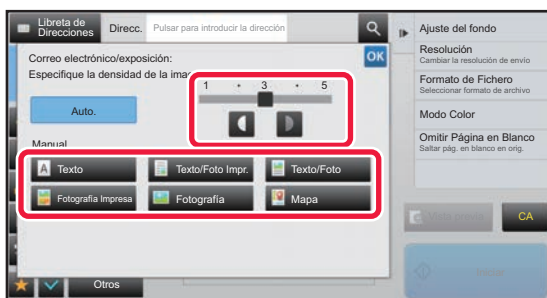 Libreta de
Direcciones
Direcc.
Pulsar para introducir la dirección
Correo electrónico/exposición:
OK
Especifique la densidad de la
1 • 3 • 5
Auto.
Manual
Texto
Texto/Foto Impr.
Texto/Foto
Fotografía Impresa
Fotografía
Mapa
Otros
Ajuste del fondo
Resolución
Cambiar la resolución de envío
Formato de Fichero
Seleccionar formato de archivo
Modo Color
Omitir Página en Blanco
Saltar pág. en blanco en orig.
CA